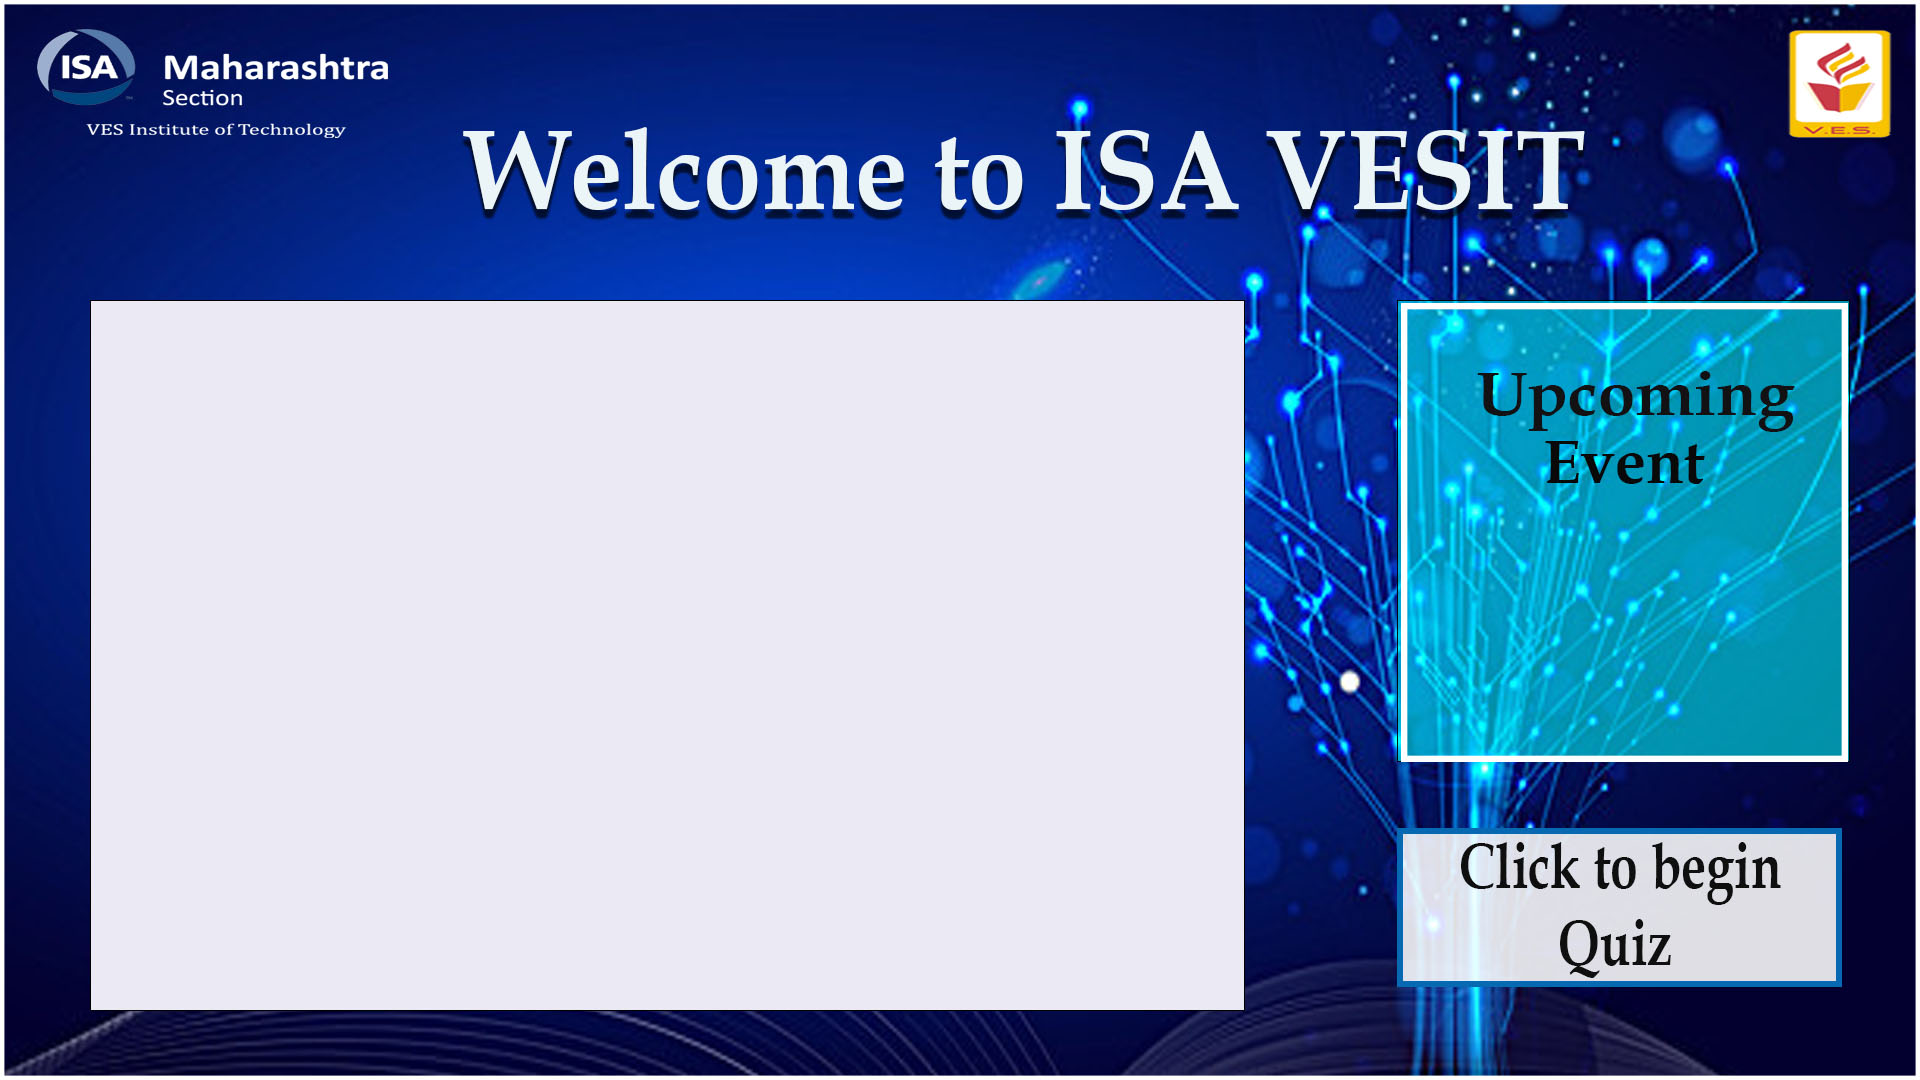 ISA
Maharashtra
Section
VES Institute of Technology
V.E.S.
Welcome to ISA VESIT
Upcoming
Event
Click to begin
Quiz